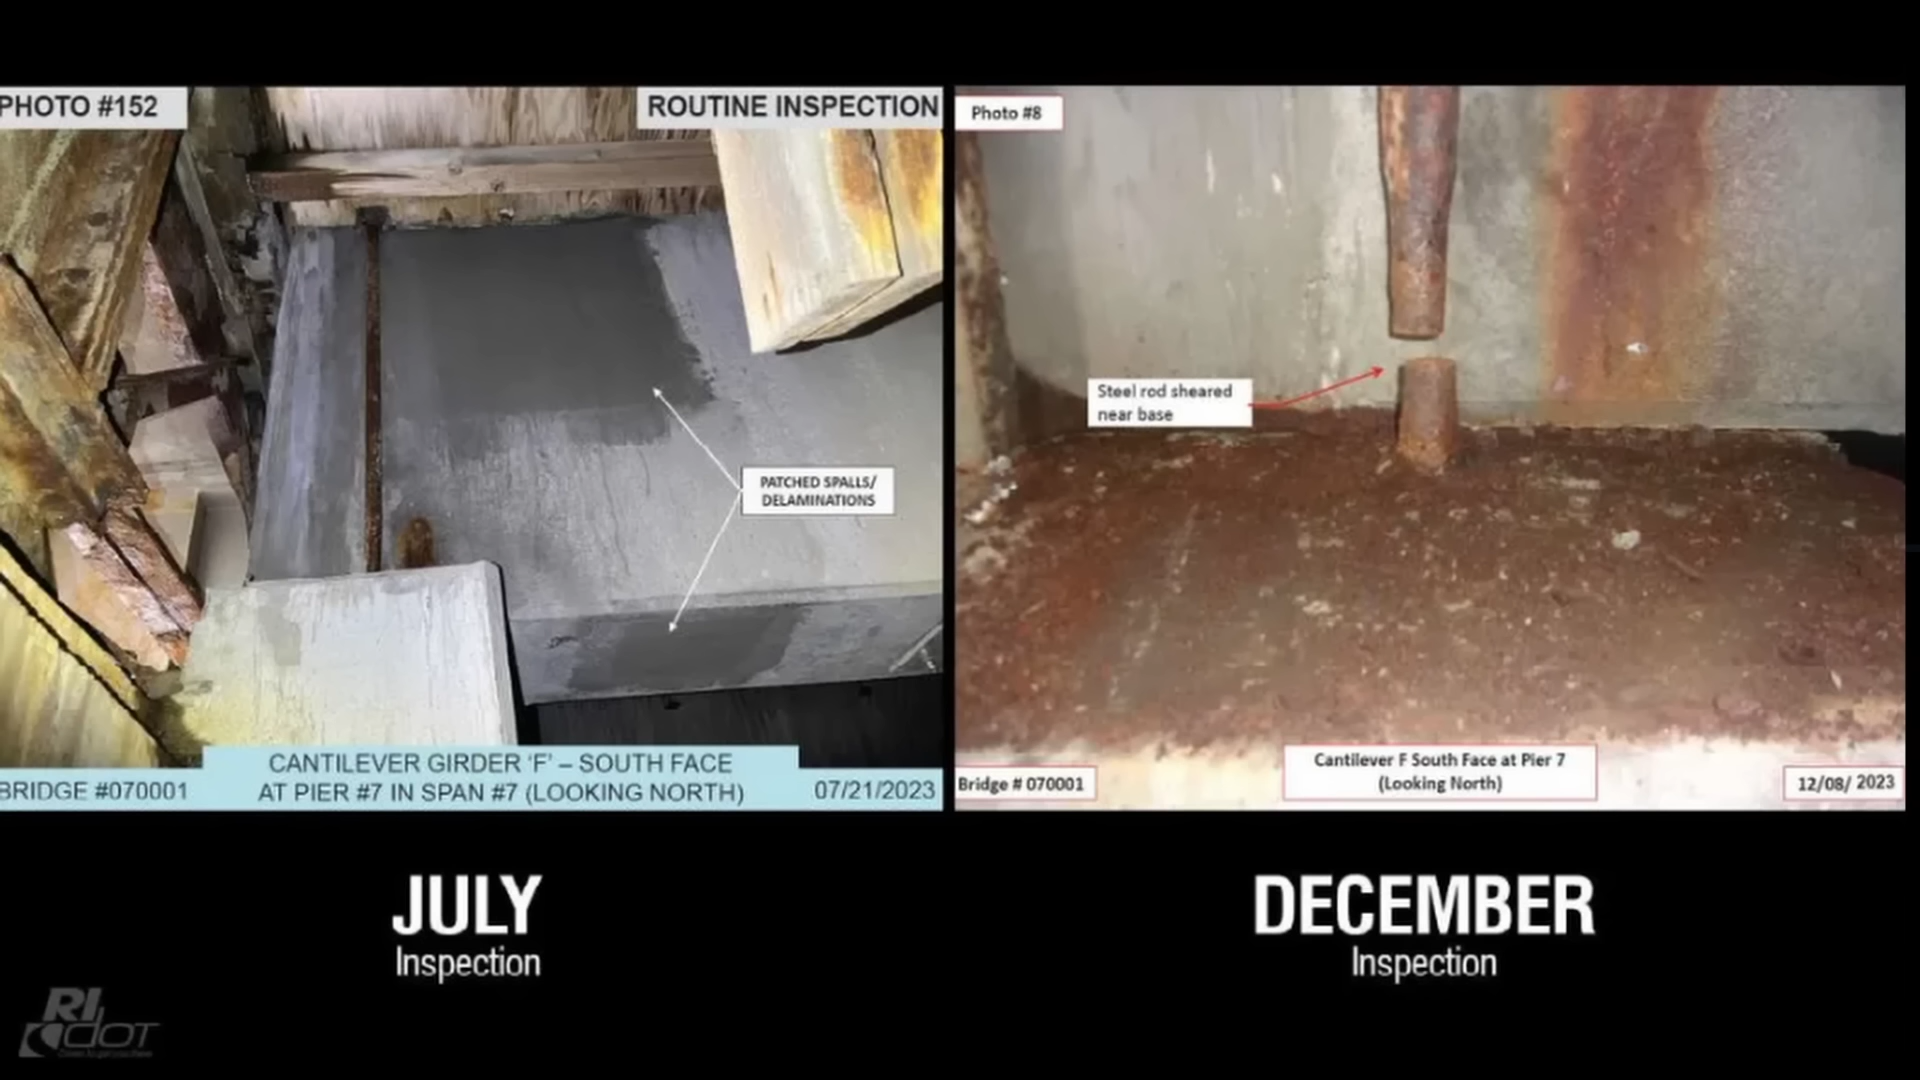 PHOTO #152
ROUTINE INSPECTION
PATCHED SPALLS/
DELAMINATIONS
BRIDGE #070001
CANTILEVER GIRDER 'F' – SOUTH FACE
AT PIER #7 IN SPAN #7 (LOOKING NORTH)
07/21/2023
Photo #8
Steel rod sheared
near base
Bridge # 070001
Cantilever F South Face at Pier 7
(Looking North)
12/08/ 2023
JULY
Inspection
DECEMBER
Inspection
RI
DOT